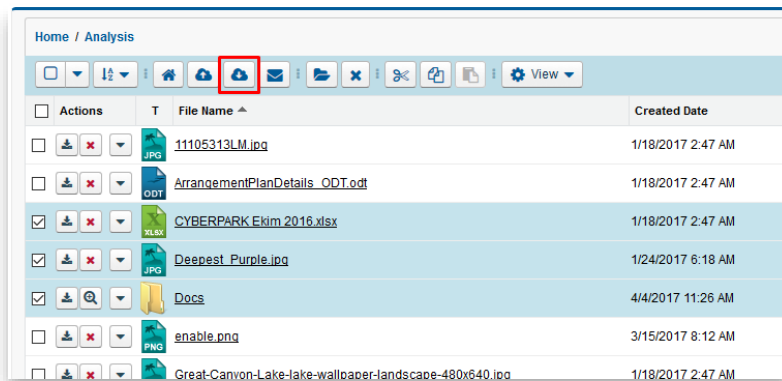 Home / Analysis
View
Actions T File Name Created Date
JPG 11105313LM.jpg 1/18/2017 2:47 AM
ODT ArrangementPlanDetails_ODT.odt 1/18/2017 2:47 AM
XLSX CYBERPARK Ekim 2016.xlsx 1/18/2017 2:47 AM
JPG Deepest_Purple.jpg 1/24/2017 6:18 AM
Docs 4/4/2017 11:26 AM
PNG enable.png 3/15/2017 8:12 AM
Great-Canyon-Lake-lake-wallpaper-landscape-480x640.jpg 1/18/2017 2:47 AM